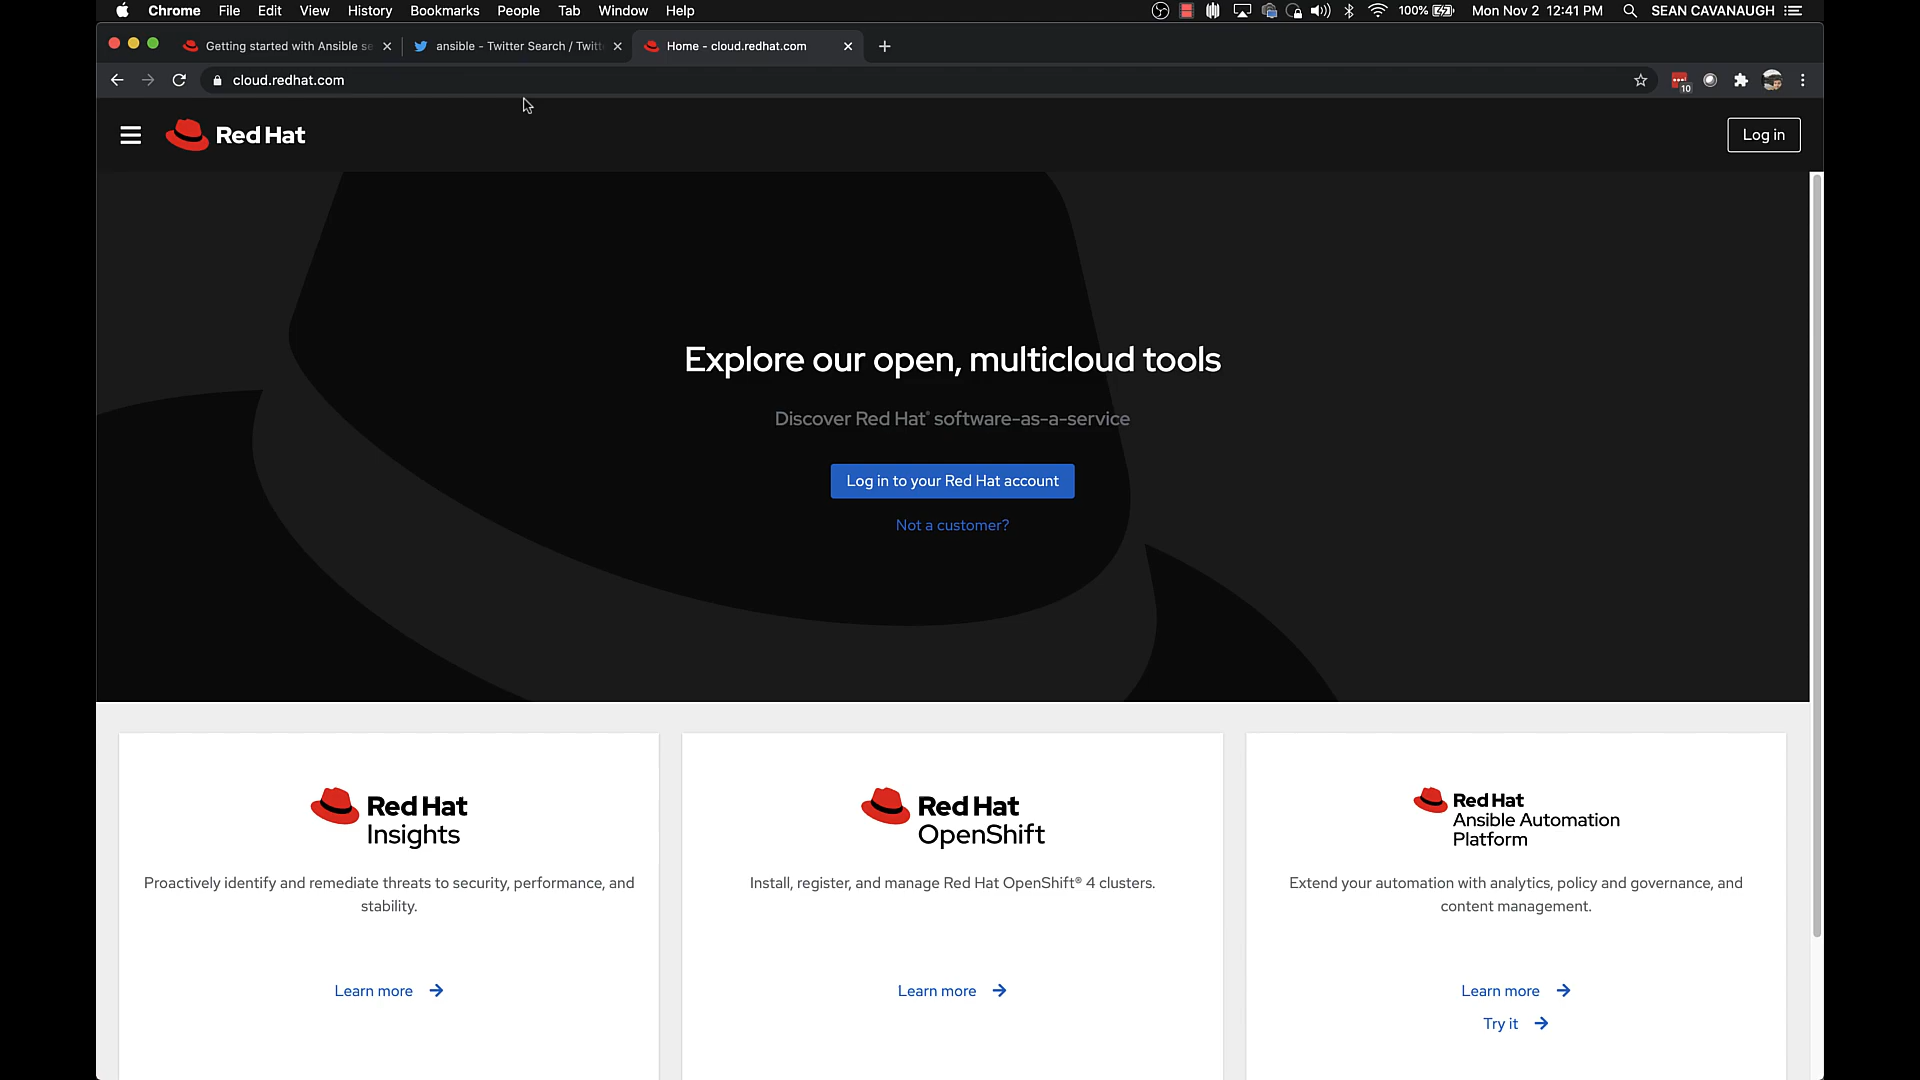 Chrome File Edit View History Bookmarks People Tab Window Help 100% Mon Nov 2 12:41 PM SEAN CAVANAUGH
Getting started with Ansible se ansible - Twitter Search / Twitt Home - cloud.redhat.com
cloud.redhat.com 10
Red Hat Log in
Explore our open, multicloud tools
Discover Red Hat® software-as-a-service
Log in to your Red Hat account
Not a customer?
Red Hat
Insights
Proactively identify and remediate threats to security, performance, and
stability.
Learn more
Red Hat
OpenShift
Install, register, and manage Red Hat OpenShift® 4 clusters.
Learn more
Red Hat
Ansible Automation
Platform
Extend your automation with analytics, policy and governance, and
content management.
Learn more
Try it